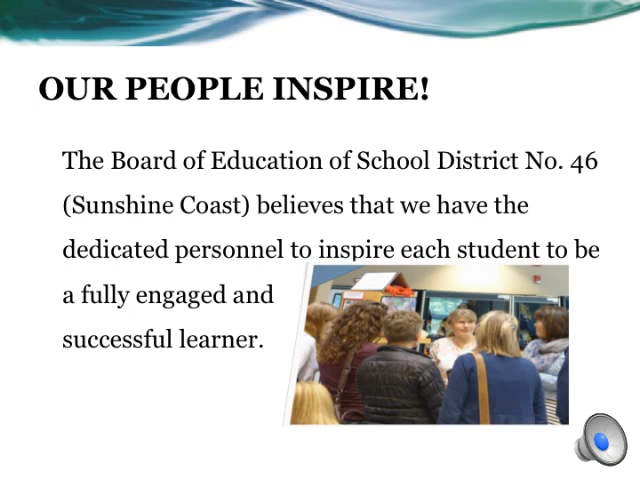 OUR PEOPLE INSPIRE!
The Board of Education of School District No. 46
(Sunshine Coast) believes that we have the
dedicated personnel to inspire each student to be
a fully engaged and
successful learner.